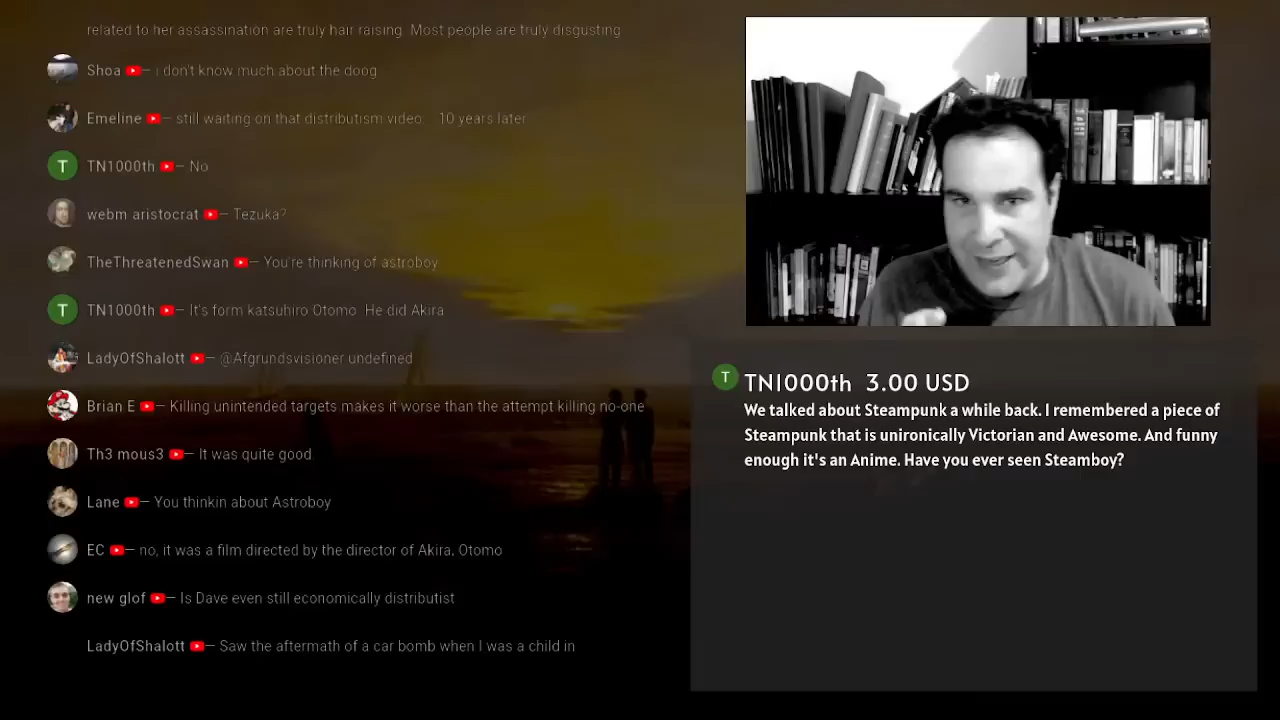 related to her assassination are truly hair raising. Most people are truly disgusting
Shoa — i don't know much about the doog
Emeline — still waiting on that distributism video. 10 years later
T TN1000th — No
webm aristocrat — Tezuka?
TheThreatenedSwan — You're thinking of astroboy
T TN1000th — It's form katsuhiro Otomo. He did Akira
LadyOfShalott — @Afgrundsvisioner undefined
Brian E — Killing unintended targets makes it worse than the attempt killing no-one
Th3 mous3 — It was quite good
Lane — You thinkin about Astroboy
EC — no, it was a film directed by the director of Akira, Otomo
new glof — Is Dave even still economically distributist
LadyOfShalott — Saw the aftermath of a car bomb when I was a child in
T TN1000th 3.00 USD
We talked about Steampunk a while back. I remembered a piece of
Steampunk that is unironically Victorian and Awesome. And funny
enough it's an Anime. Have you ever seen Steamboy?